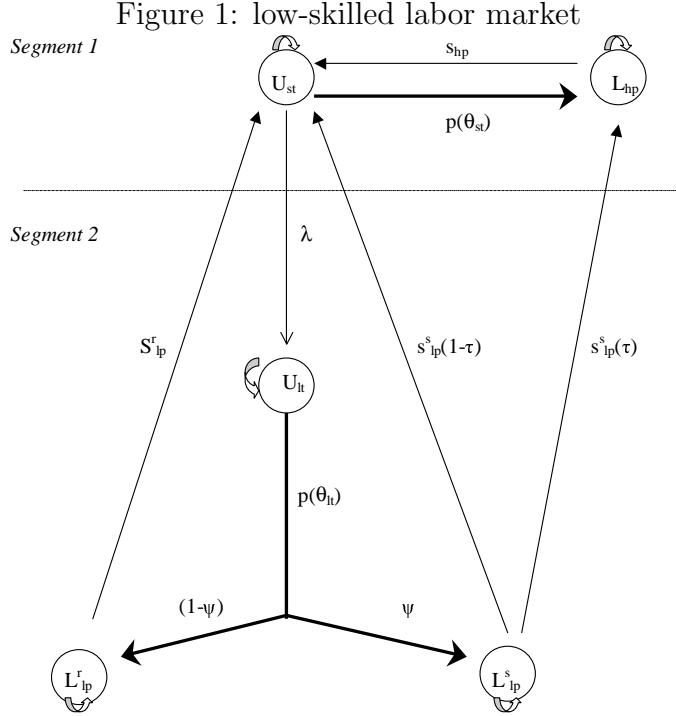 Figure 1: low-skilled labor market
Segment 1
s_hp
U_st
L_hp
p(θ_st)
Segment 2
λ
S^r_lp
s^s_lp(1-τ)
s^s_lp(τ)
U_lt
p(θ_lt)
(1-ψ)
ψ
L^r_lp
L^s_lp